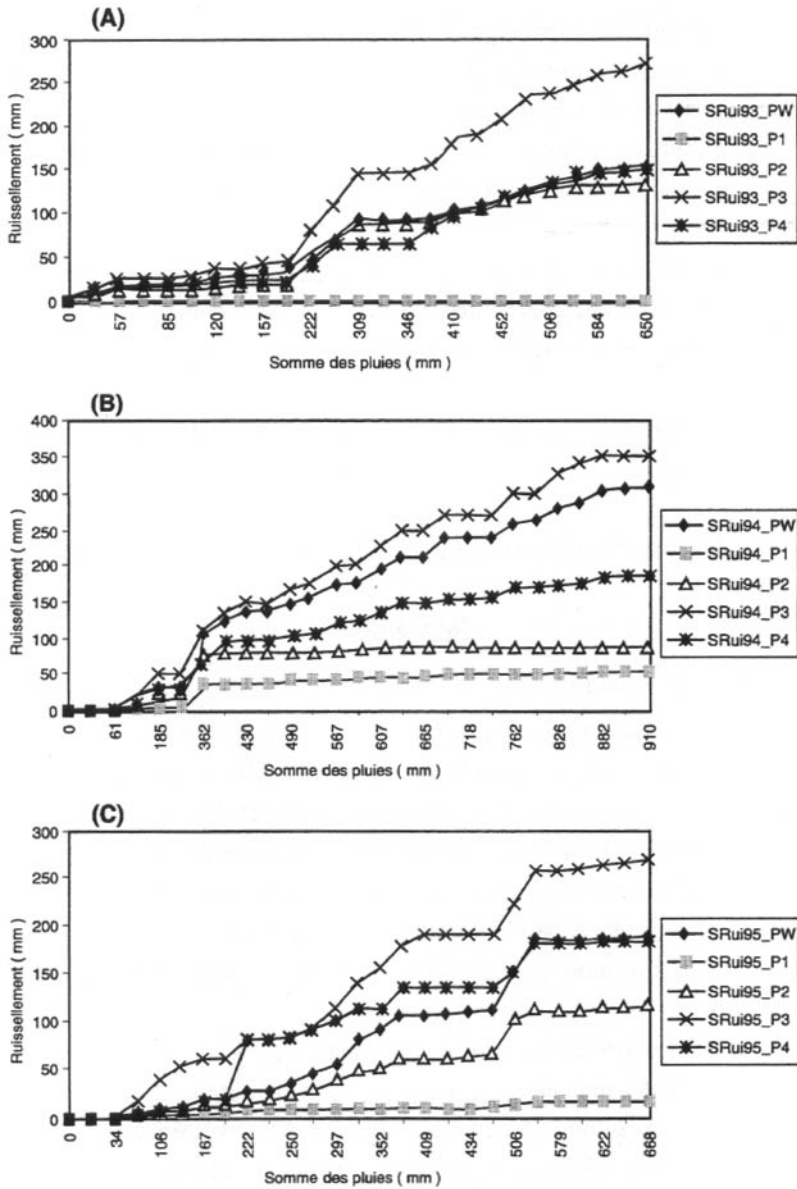 (A)
300
250
200
150
100
50
0
Ruissellement ( mm )
0 57 85 120 157 222 309 346 410 452 506 584 650
Somme des pluies ( mm )
SRui93_PW
SRui93_P1
SRui93_P2
SRui93_P3
SRui93_P4
(B)
400
350
300
250
200
150
100
50
0
Ruissellement ( mm )
0 61 185 362 430 490 567 607 665 718 762 826 882 910
Somme des pluies ( mm )
SRui94_PW
SRui94_P1
SRui94_P2
SRui94_P3
SRui94_P4
(C)
300
250
200
150
100
50
0
Ruissellement ( mm )
0 34 106 167 222 250 297 352 409 434 506 579 622 668
Somme des pluies ( mm )
SRui95_PW
SRui95_P1
SRui95_P2
SRui95_P3
SRui95_P4